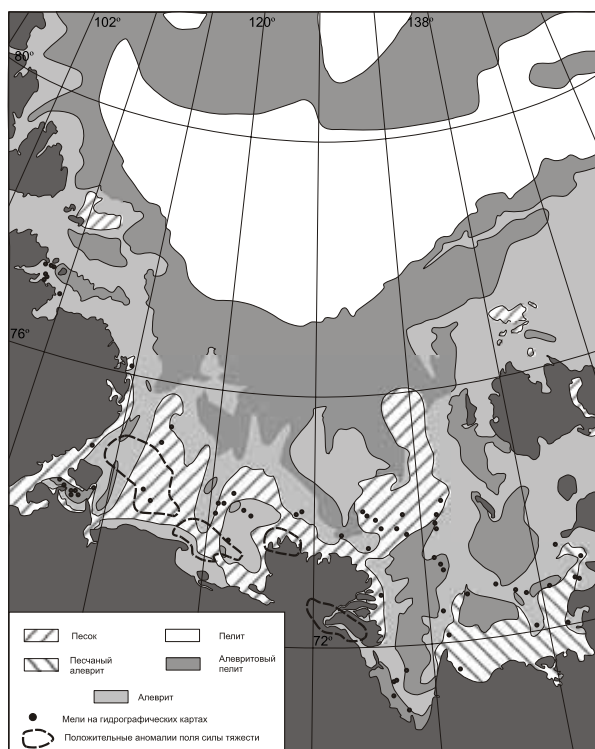 102°
120°
138°
80°
76°
72°
Песок
Пелит
Песчаный
алеврит
Алевритовый
пелит
Алеврит
Мели на гидрографических картах
Положительные аномалии поля силы тяжести